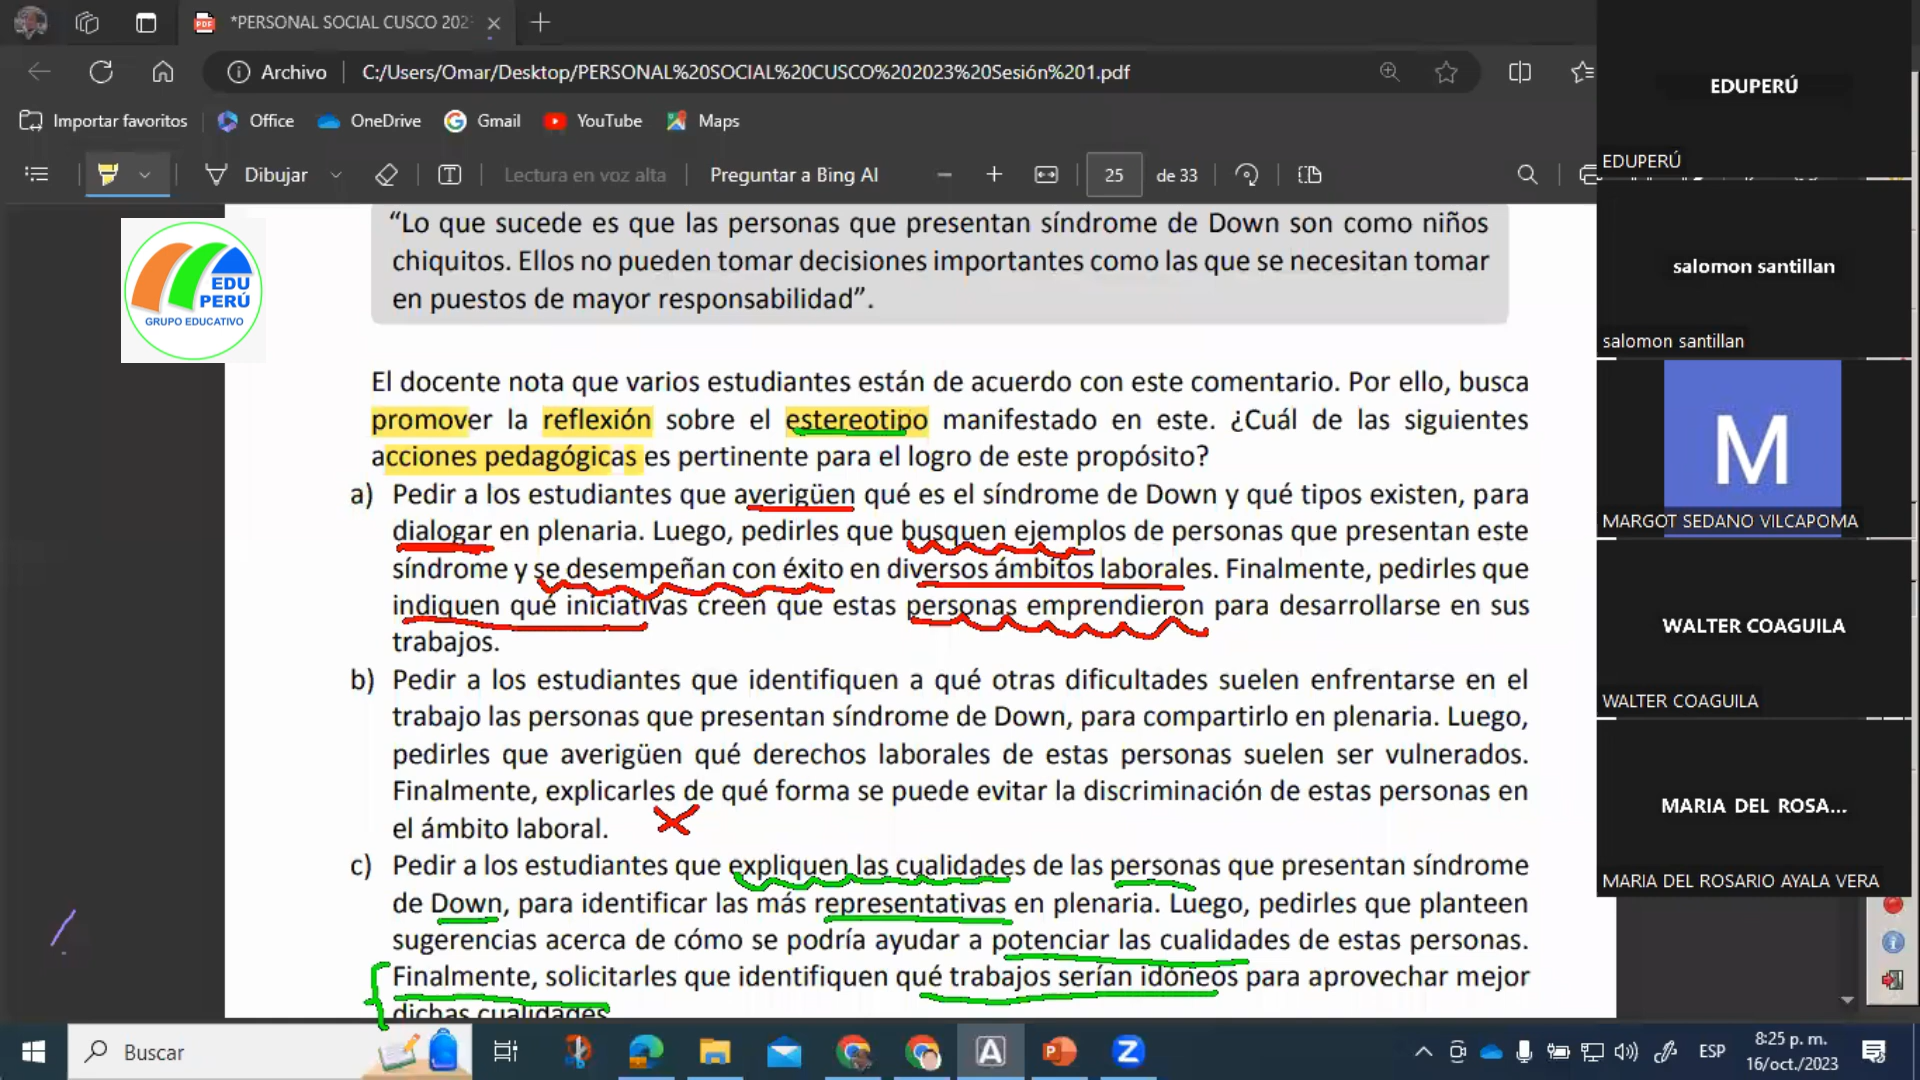 *PERSONAL SOCIAL CUSCO 202
Archivo
C:/Users/Omar/Desktop/PERSONAL%20SOCIAL%20CUSCO%202023%20Sesión%201.pdf
Importar favoritos
Office
OneDrive
Gmail
YouTube
Maps
Dibujar
Lectura en voz alta
Preguntar a Bing AI
25
de 33
EDU
PERÚ
GRUPO EDUCATIVO
“Lo que sucede es que las personas que presentan síndrome de Down son como niños
chiquitos. Ellos no pueden tomar decisiones importantes como las que se necesitan tomar
en puestos de mayor responsabilidad”.
El docente nota que varios estudiantes están de acuerdo con este comentario. Por ello, busca
promover la reflexión sobre el estereotipo manifestado en este. ¿Cuál de las siguientes
acciones pedagógicas es pertinente para el logro de este propósito?
a) Pedir a los estudiantes que averigüen qué es el síndrome de Down y qué tipos existen, para
dialogar en plenaria. Luego, pedirles que busquen ejemplos de personas que presentan este
síndrome y se desempeñan con éxito en diversos ámbitos laborales. Finalmente, pedirles que
indiquen qué iniciativas creen que estas personas emprendieron para desarrollarse en sus
trabajos.
b) Pedir a los estudiantes que identifiquen a qué otras dificultades suelen enfrentarse en el
trabajo las personas que presentan síndrome de Down, para compartirlo en plenaria. Luego,
pedirles que averigüen qué derechos laborales de estas personas suelen ser vulnerados.
Finalmente, explicarles de qué forma se puede evitar la discriminación de estas personas en
el ámbito laboral.
c) Pedir a los estudiantes que expliquen las cualidades de las personas que presentan síndrome
de Down, para identificar las más representativas en plenaria. Luego, pedirles que planteen
sugerencias acerca de cómo se podría ayudar a potenciar las cualidades de estas personas.
Finalmente, solicitarles que identifiquen qué trabajos serían idóneos para aprovechar mejor
dichas cualidades
EDUPERÚ
EDUPERÚ
salomon santillan
salomon santillan
M
MARGOT SEDANO VILCAPOMA
WALTER COAGUILA
WALTER COAGUILA
MARIA DEL ROSA...
MARIA DEL ROSARIO AYALA VERA
Buscar
ESP
8:25 p. m.
16/oct./2023